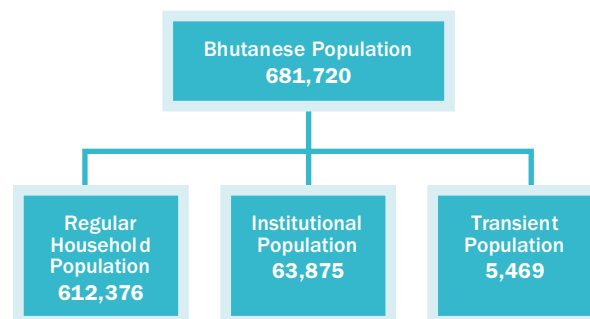 Bhutanese Population
681,720
Regular
Household
Population
612,376
Institutional
Population
63,875
Transient
Population
5,469